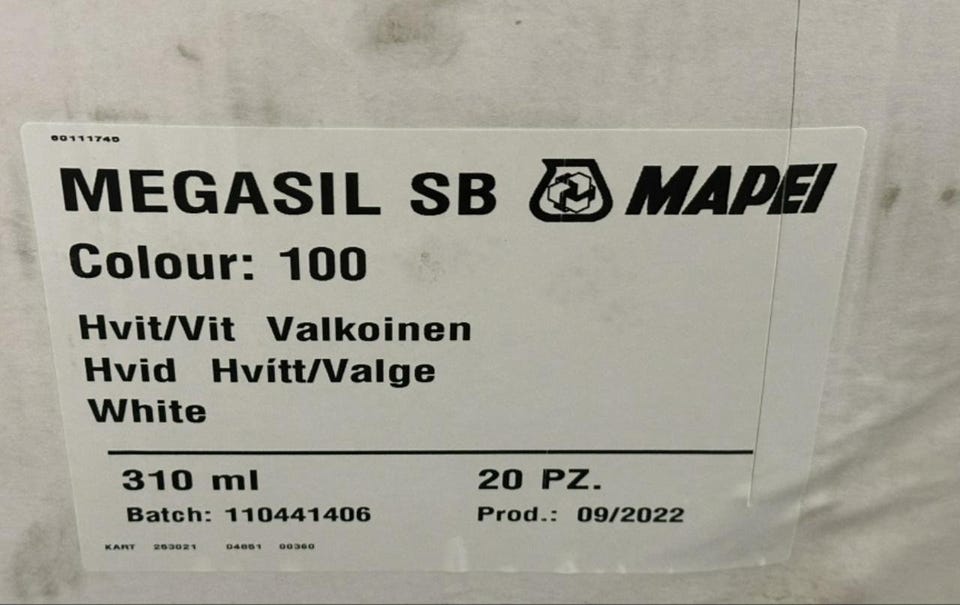 60111745
MEGASIL SB MAPEI
Colour: 100
Hvit/Vit Valkoinen
Hvid Hvítt/Valge
White
310 ml 20 PZ.
Batch: 110441406 Prod.: 09/2022
KART 253021 04651 00360